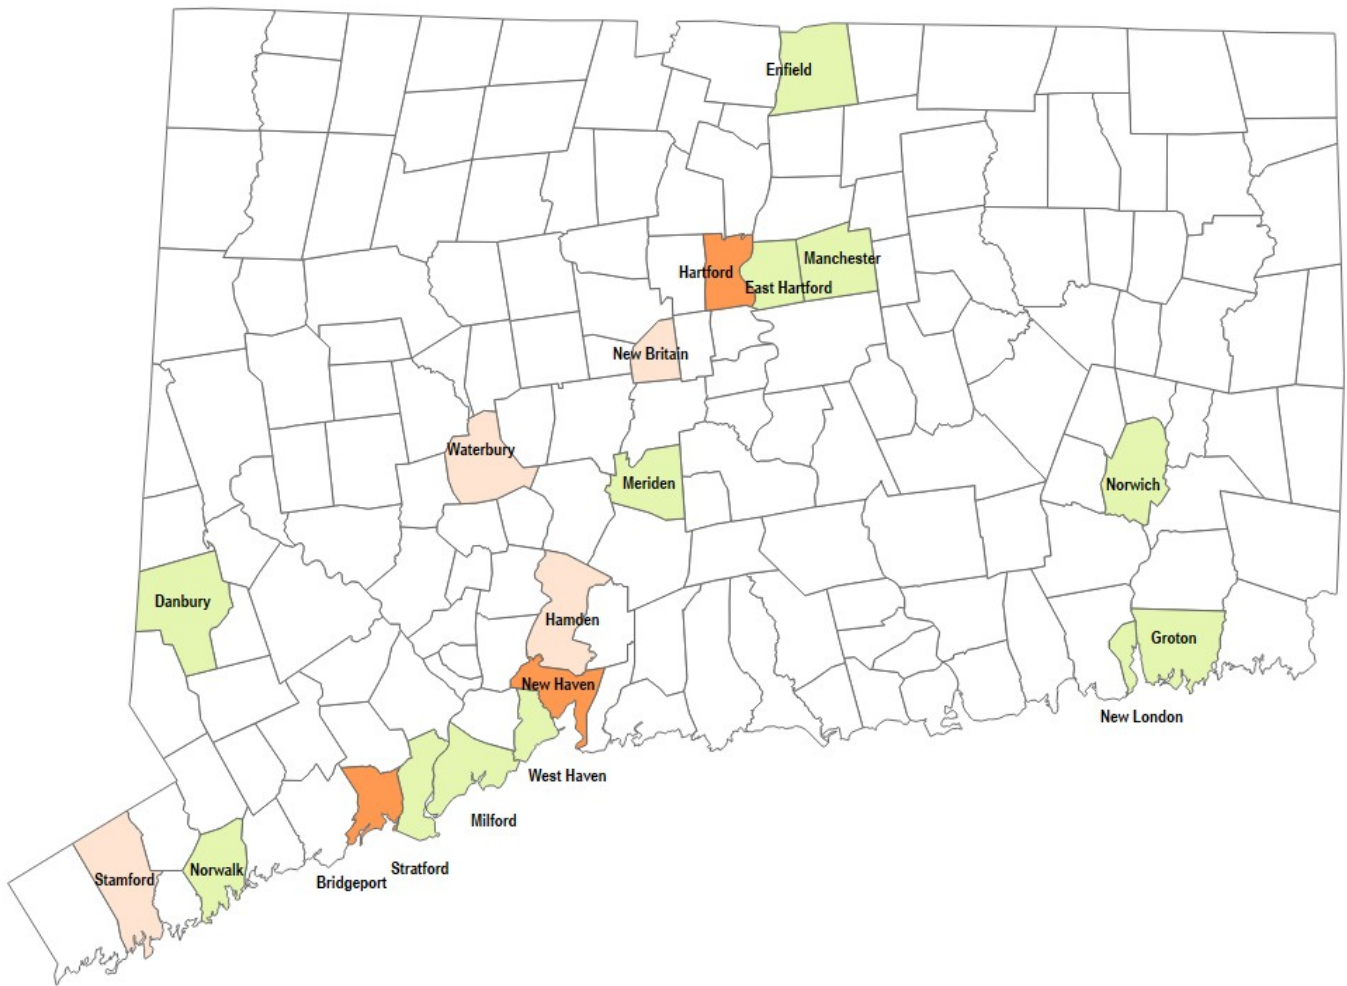 Enfield
Manchester
Hartford
East Hartford
New Britain
Waterbury
Meriden
Norwich
Danbury
Hamden
Groton
New Haven
New London
West Haven
Milford
Stratford
Norwalk
Stamford
Bridgeport